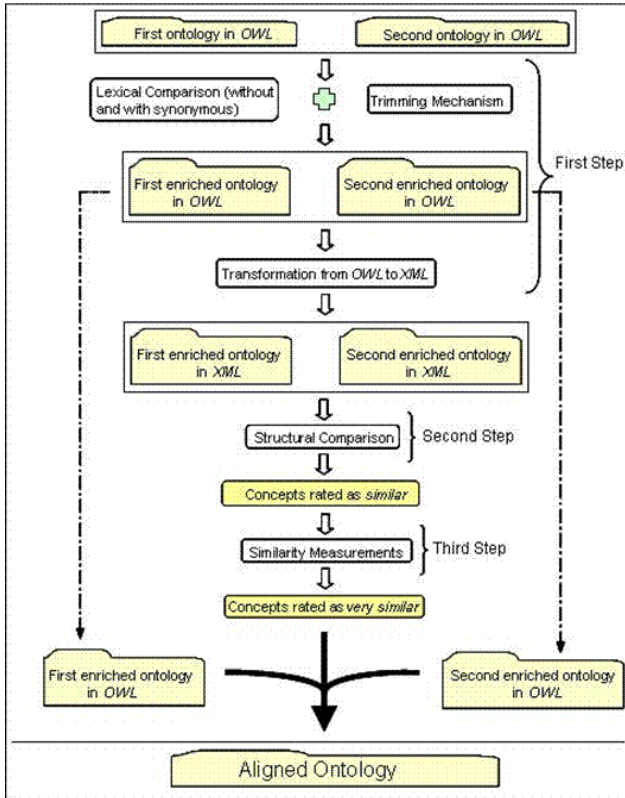 First ontology in OWL
Second ontology in OWL
Lexical Comparison (without
and with synonymous)
Trimming Mechanism
First Step
First enriched ontology
in OWL
Second enriched ontology
in OWL
Transformation from OWL to XML
First enriched ontology
in XML
Second enriched ontology
in XML
Structural Comparison
Second Step
Concepts rated as similar
Similarity Measurements
Third Step
Concepts rated as very similar
First enriched ontology
in OWL
Second enriched ontology
in OWL
Aligned Ontology